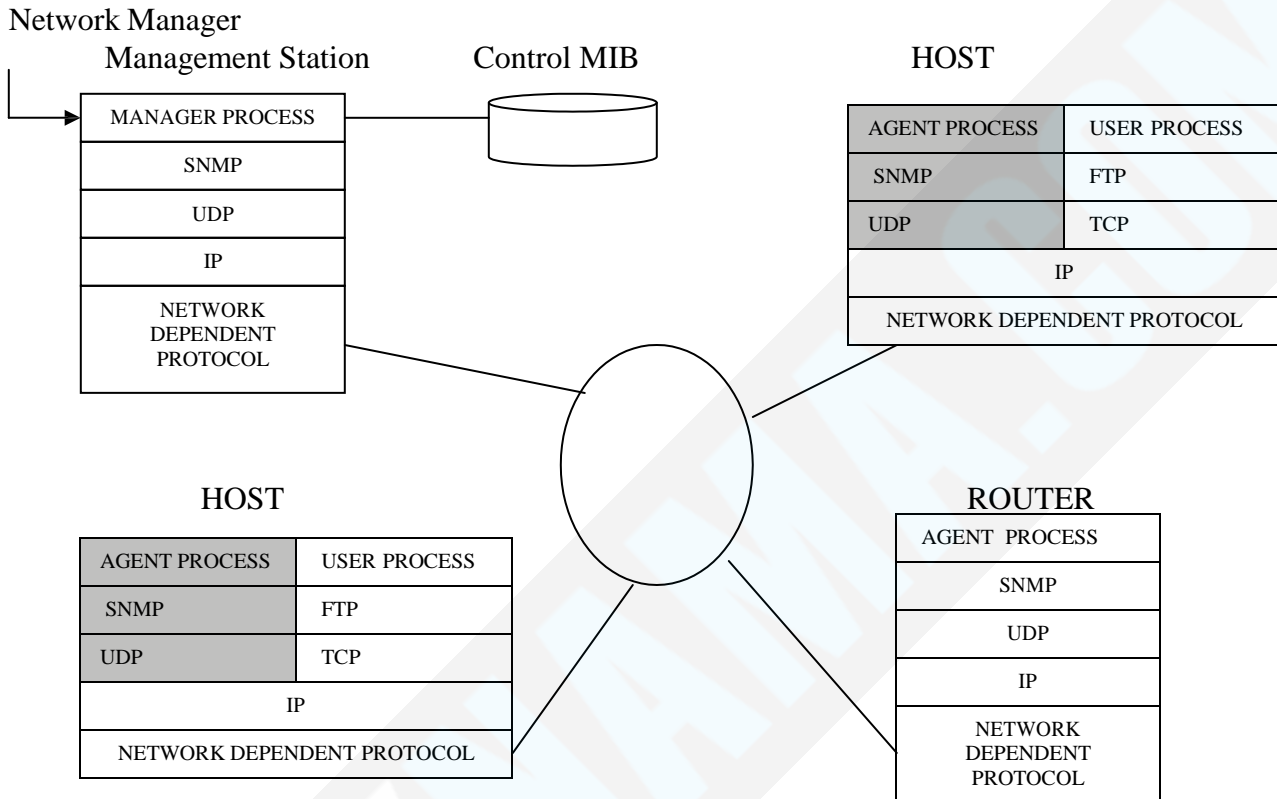 Network Manager
Management Station
Control MIB
HOST
MANAGER PROCESS
SNMP
UDP
IP
NETWORK
DEPENDENT
PROTOCOL
AGENT PROCESS USER PROCESS
SNMP FTP
UDP TCP
IP
NETWORK DEPENDENT PROTOCOL
HOST
AGENT PROCESS USER PROCESS
SNMP FTP
UDP TCP
IP
NETWORK DEPENDENT PROTOCOL
ROUTER
AGENT PROCESS
SNMP
UDP
IP
NETWORK
DEPENDENT
PROTOCOL